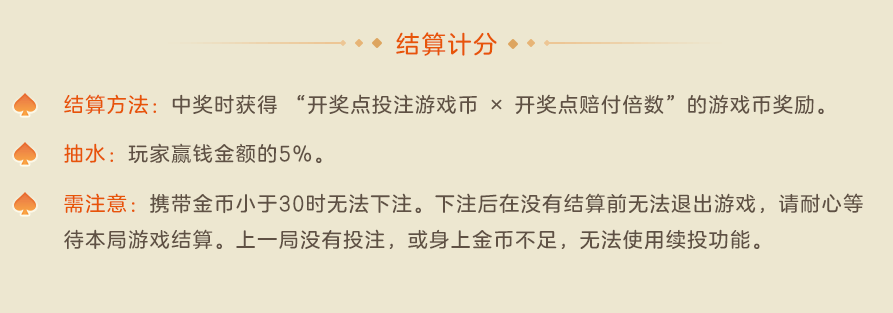 结算计分
结算方法：中奖时获得 “开奖点投注游戏币 × 开奖点赔付倍数”的游戏币奖励。
抽水：玩家赢钱金额的5%。
需注意：携带金币小于30时无法下注。下注后在没有结算前无法退出游戏，请耐心等
待本局游戏结算。上一局没有投注，或身上金币不足，无法使用续投功能。